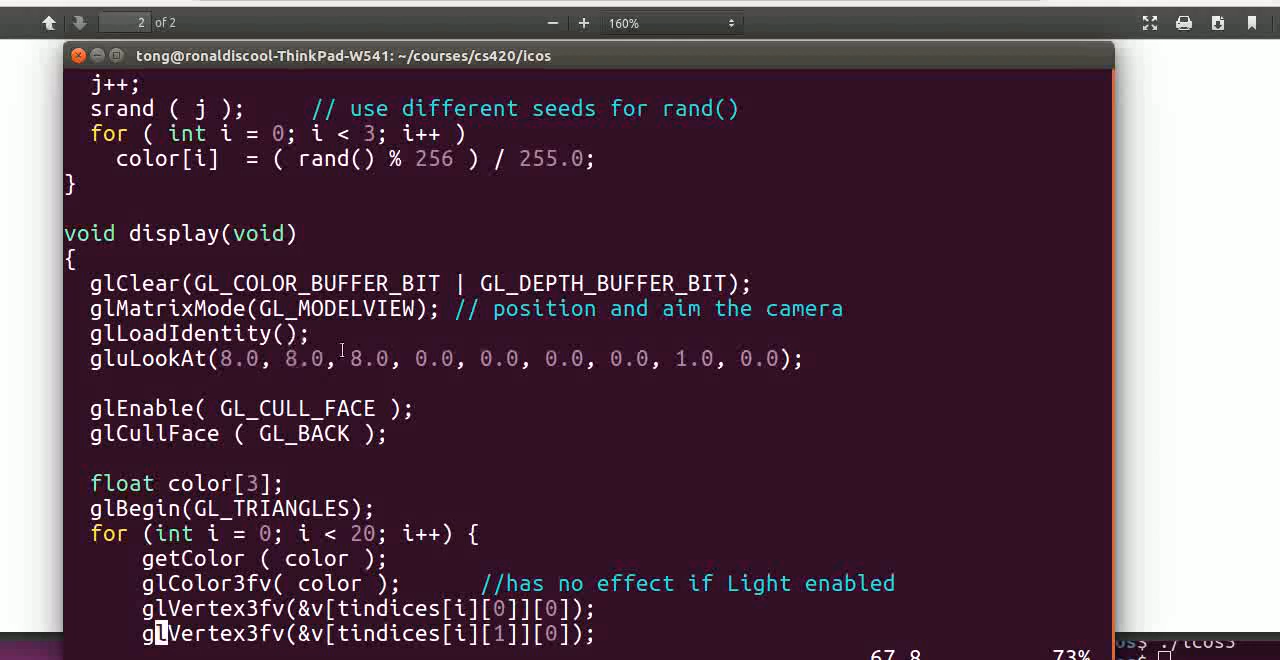 2 of 2
160%
tong@ronaldiscool-ThinkPad-W541: ~/courses/cs420/icos
j++;
srand ( j );     // use different seeds for rand()
for ( int i = 0; i < 3; i++ )
color[i]  = ( rand() % 256 ) / 255.0;
}
void display(void)
{
glClear(GL_COLOR_BUFFER_BIT | GL_DEPTH_BUFFER_BIT);
glMatrixMode(GL_MODELVIEW); // position and aim the camera
glLoadIdentity();
gluLookAt(8.0, 8.0, 8.0, 0.0, 0.0, 0.0, 0.0, 1.0, 0.0);
glEnable( GL_CULL_FACE );
glCullFace ( GL_BACK );
float color[3];
glBegin(GL_TRIANGLES);
for (int i = 0; i < 20; i++) {
getColor ( color );
glColor3fv( color );      //has no effect if Light enabled
glVertex3fv(&v[tindices[i][0]][0]);
glVertex3fv(&v[tindices[i][1]][0]);
67,8 73%